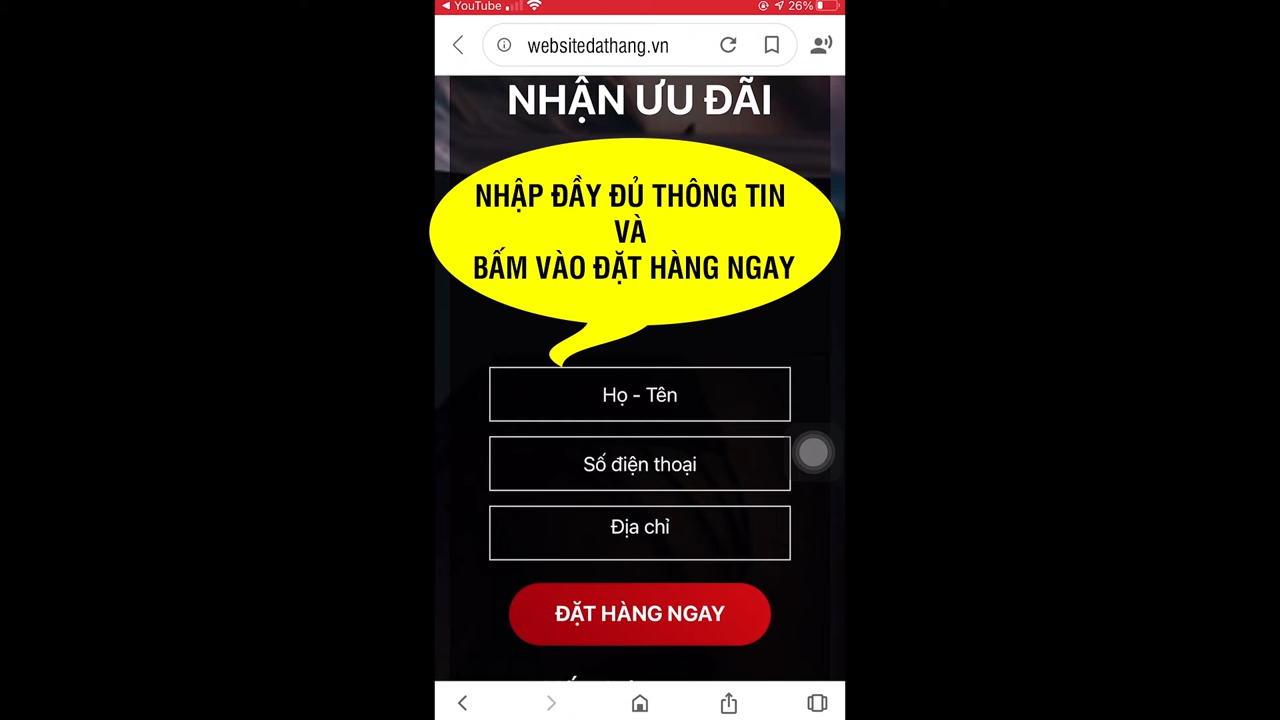 YouTube 26%
websitedathang.vn
NHẬN ƯU ĐÃI
NHẬP ĐẦY ĐỦ THÔNG TIN
VÀ
BẤM VÀO ĐẶT HÀNG NGAY
Họ - Tên
Số điện thoại
Địa chỉ
ĐẶT HÀNG NGAY